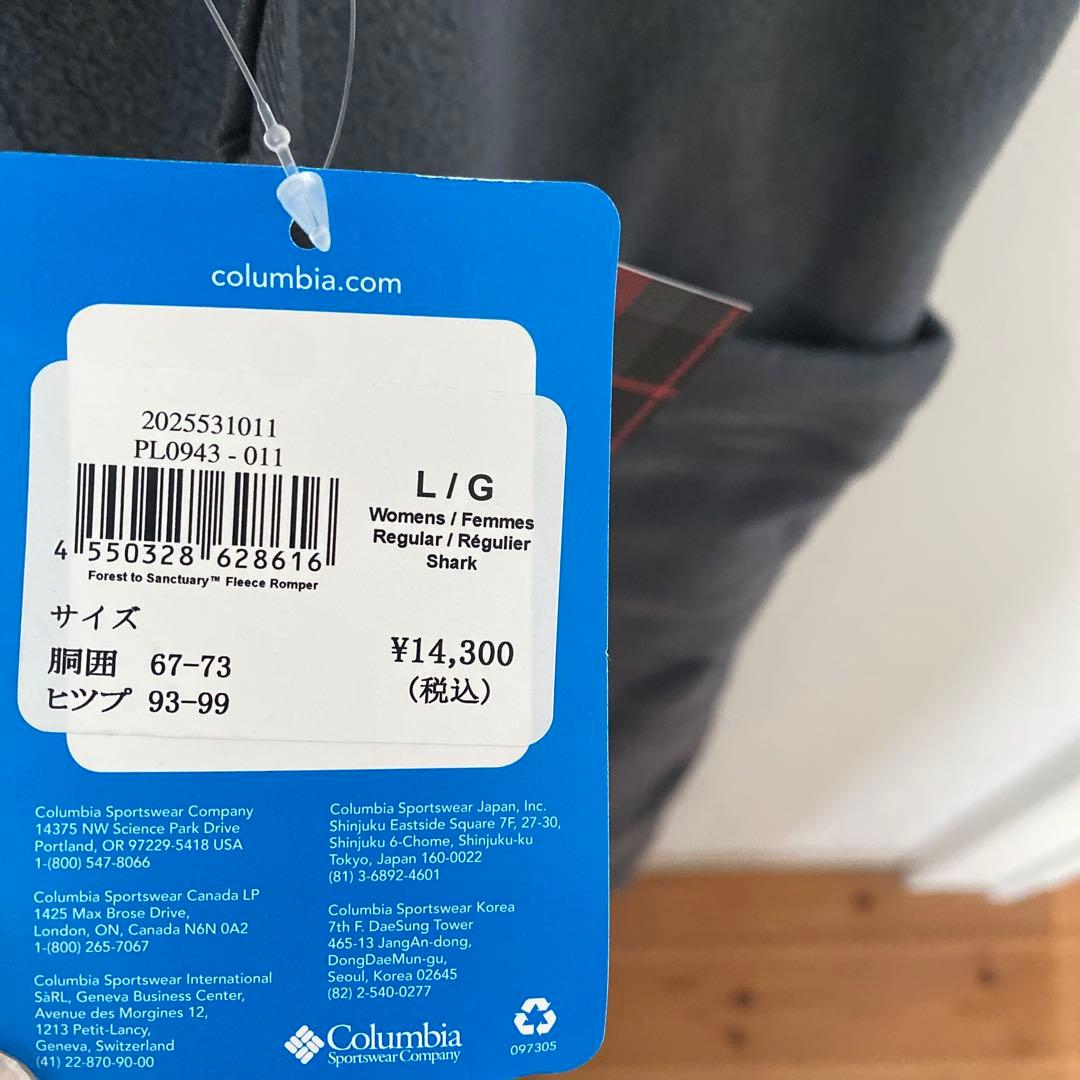 columbia.com
2025531011
PL0943 - 011
4 550328 628616
Forest to Sanctuary™ Fleece Romper
L / G
Womens / Femmes
Regular / Régulier
Shark
サイズ
胴囲 67-73
ヒップ 93-99
¥14,300
(税込)
Columbia Sportswear Company
14375 NW Science Park Drive
Portland, OR 97229-5418 USA
1-(800) 547-8066
Columbia Sportswear Canada LP
1425 Max Brose Drive,
London, ON, Canada N6N 0A2
1-(800) 265-7067
Columbia Sportswear International
SàRL, Geneva Business Center,
Avenue des Morgines 12,
1213 Petit-Lancy,
Geneva, Switzerland
(41) 22-870-90-00
Columbia Sportswear Japan, Inc.
Shinjuku Eastside Square 7F, 27-30,
Shinjuku 6-Chome, Shinjuku-ku
Tokyo, Japan 160-0022
(81) 3-6892-4601
Columbia Sportswear Korea
7th F. DaeSung Tower
465-13 JangAn-dong,
DongDaeMun-gu,
Seoul, Korea 02645
(82) 2-540-0277
Columbia
Sportswear Company
097305